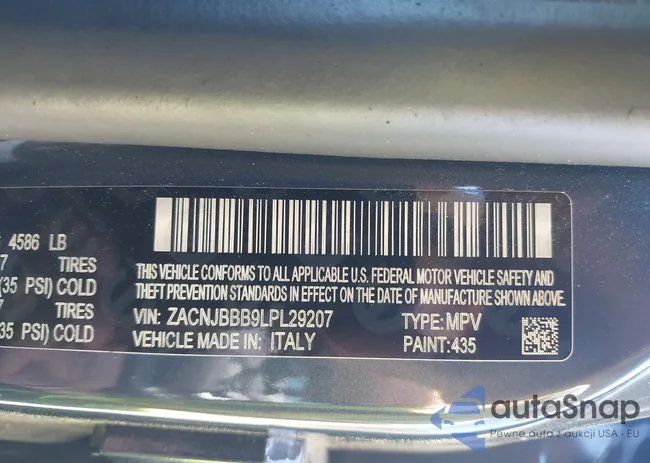 4586 LB
7 TIRES
(35 PSI) COLD
7 TIRES
(35 PSI) COLD
THIS VEHICLE CONFORMS TO ALL APPLICABLE U.S. FEDERAL MOTOR VEHICLE SAFETY AND
THEFT PREVENTION STANDARDS IN EFFECT ON THE DATE OF MANUFACTURE SHOWN ABOVE.
VIN: ZACNJBBB9LPL29207 TYPE: MPV
VEHICLE MADE IN: ITALY PAINT: 435
autoSnap
Pewne auta z aukcji USA i EU